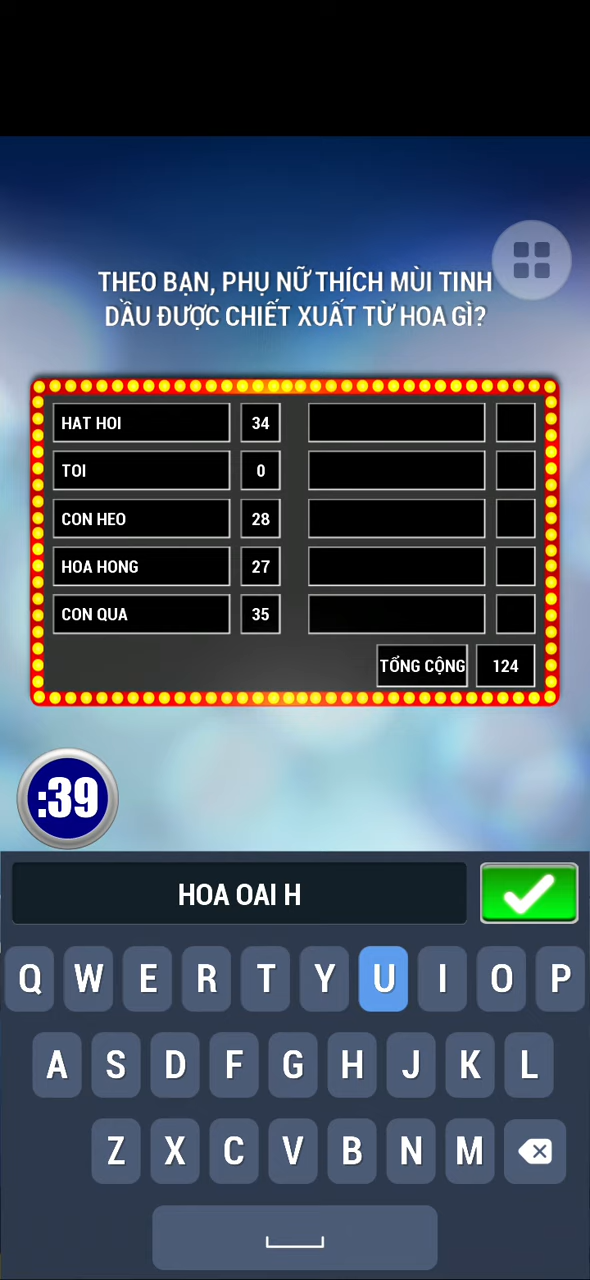 THEO BẠN, PHỤ NỮ THÍCH MÙI TINH
DẦU ĐƯỢC CHIẾT XUẤT TỪ HOA GÌ?
HAT HOI 34
TOI 0
CON HEO 28
HOA HONG 27
CON QUA 35
TỔNG CỘNG 124
:39
HOA OAI H
Q W E R T Y U I O P
A S D F G H J K L
Z X C V B N M